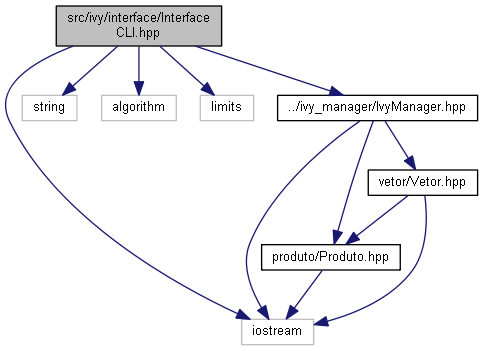 src/ivy/interface/Interface
CLI.hpp
string
algorithm
limits
../ivy_manager/IvyManager.hpp
vetor/Vetor.hpp
produto/Produto.hpp
iostream